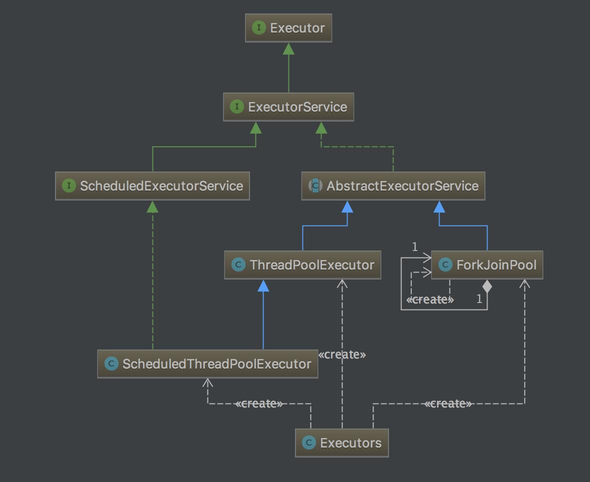 I Executor
I ExecutorService
I ScheduledExecutorService
C AbstractExecutorService
C ThreadPoolExecutor
C ForkJoinPool
1
«create»
1
C ScheduledThreadPoolExecutor
«create»
«create»
«create»
C Executors